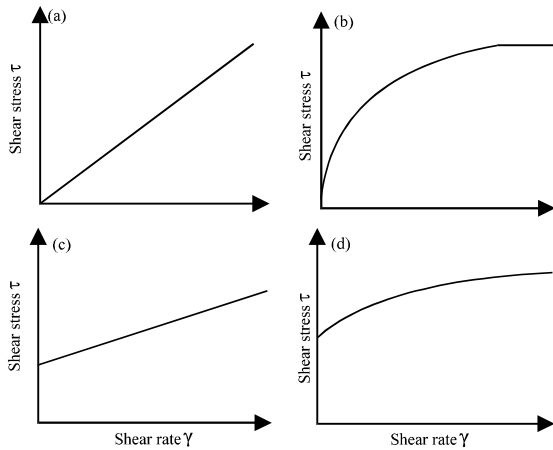 (a)
Shear stress τ
(b)
Shear stress τ
(c)
Shear stress τ
Shear rate γ
(d)
Shear stress τ
Shear rate γ